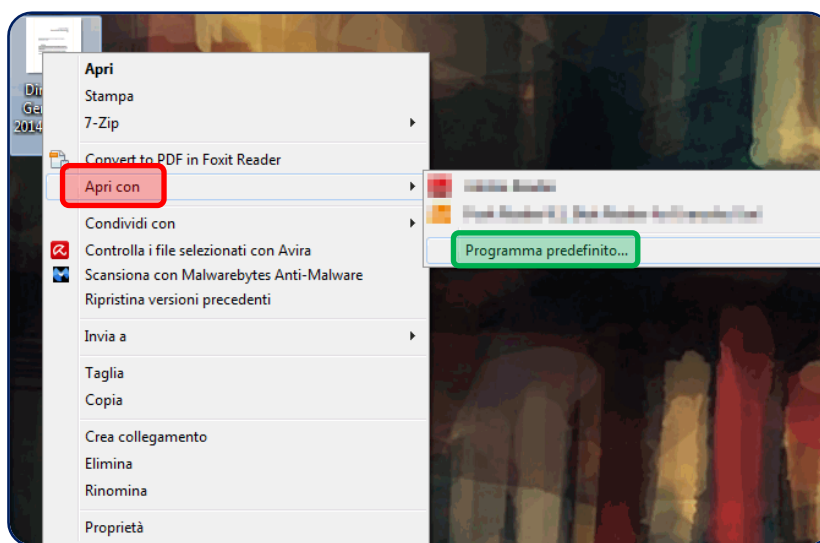 2014
Apri
Stampa
7-Zip
Convert to PDF in Foxit Reader
Apri con
Condividi con
Controlla i file selezionati con Avira
Scansiona con Malwarebytes Anti-Malware
Ripristina versioni precedenti
Invia a
Taglia
Copia
Crea collegamento
Elimina
Rinomina
Proprietà
Programma predefinito...